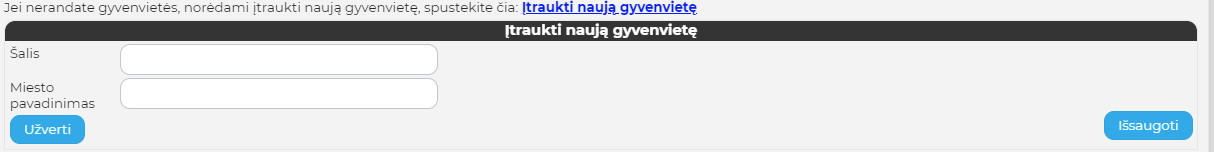 Jei nerandate gyvenvietės, norėdami įtraukti naują gyvenvietę, spustekite čia: Įtraukti naują gyvenvietę
Įtraukti naują gyvenvietę
Šalis
Miesto
pavadinimas
Užverti
Išsaugoti